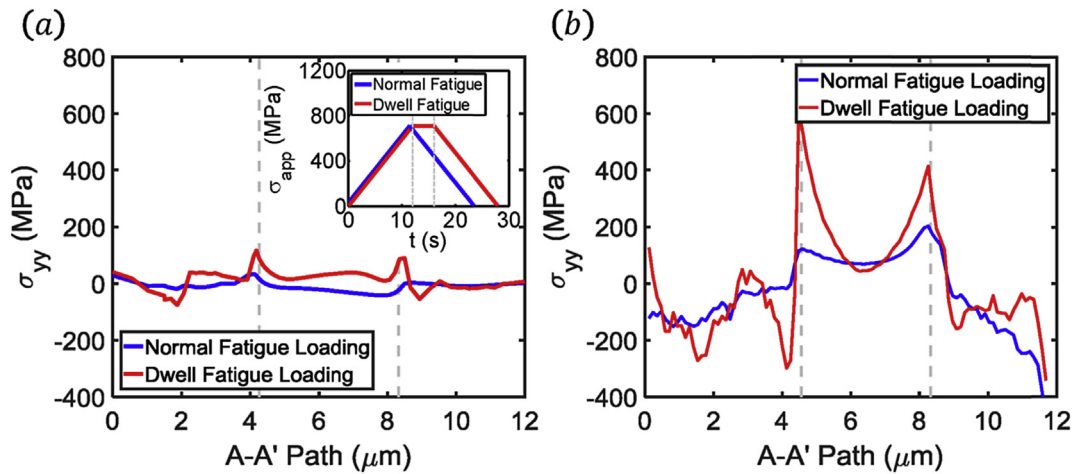 (a)
800
600
400
200
0
-200
-400
σyy (MPa)
0 2 4 6 8 10 12
A-A' Path (μm)
Normal Fatigue Loading
Dwell Fatigue Loading
1200
800
400
0
σapp (MPa)
0 10 20 30
t (s)
Normal Fatigue
Dwell Fatigue
(b)
800
600
400
200
0
-200
-400
σyy (MPa)
0 2 4 6 8 10 12
A-A' Path (μm)
Normal Fatigue Loading
Dwell Fatigue Loading